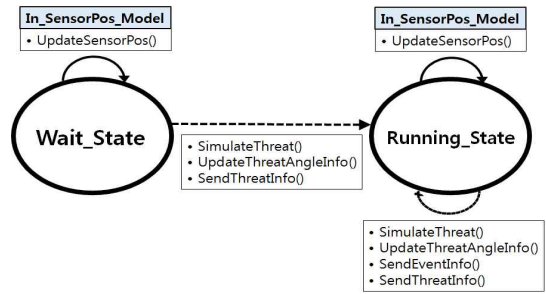 In_SensorPos_Model
• UpdateSensorPos()
In_SensorPos_Model
• UpdateSensorPos()
Wait_State
Running_State
• SimulateThreat()
• UpdateThreatAngleInfo()
• SendThreatInfo()
• SimulateThreat()
• UpdateThreatAngleInfo()
• SendEventInfo()
• SendThreatInfo()